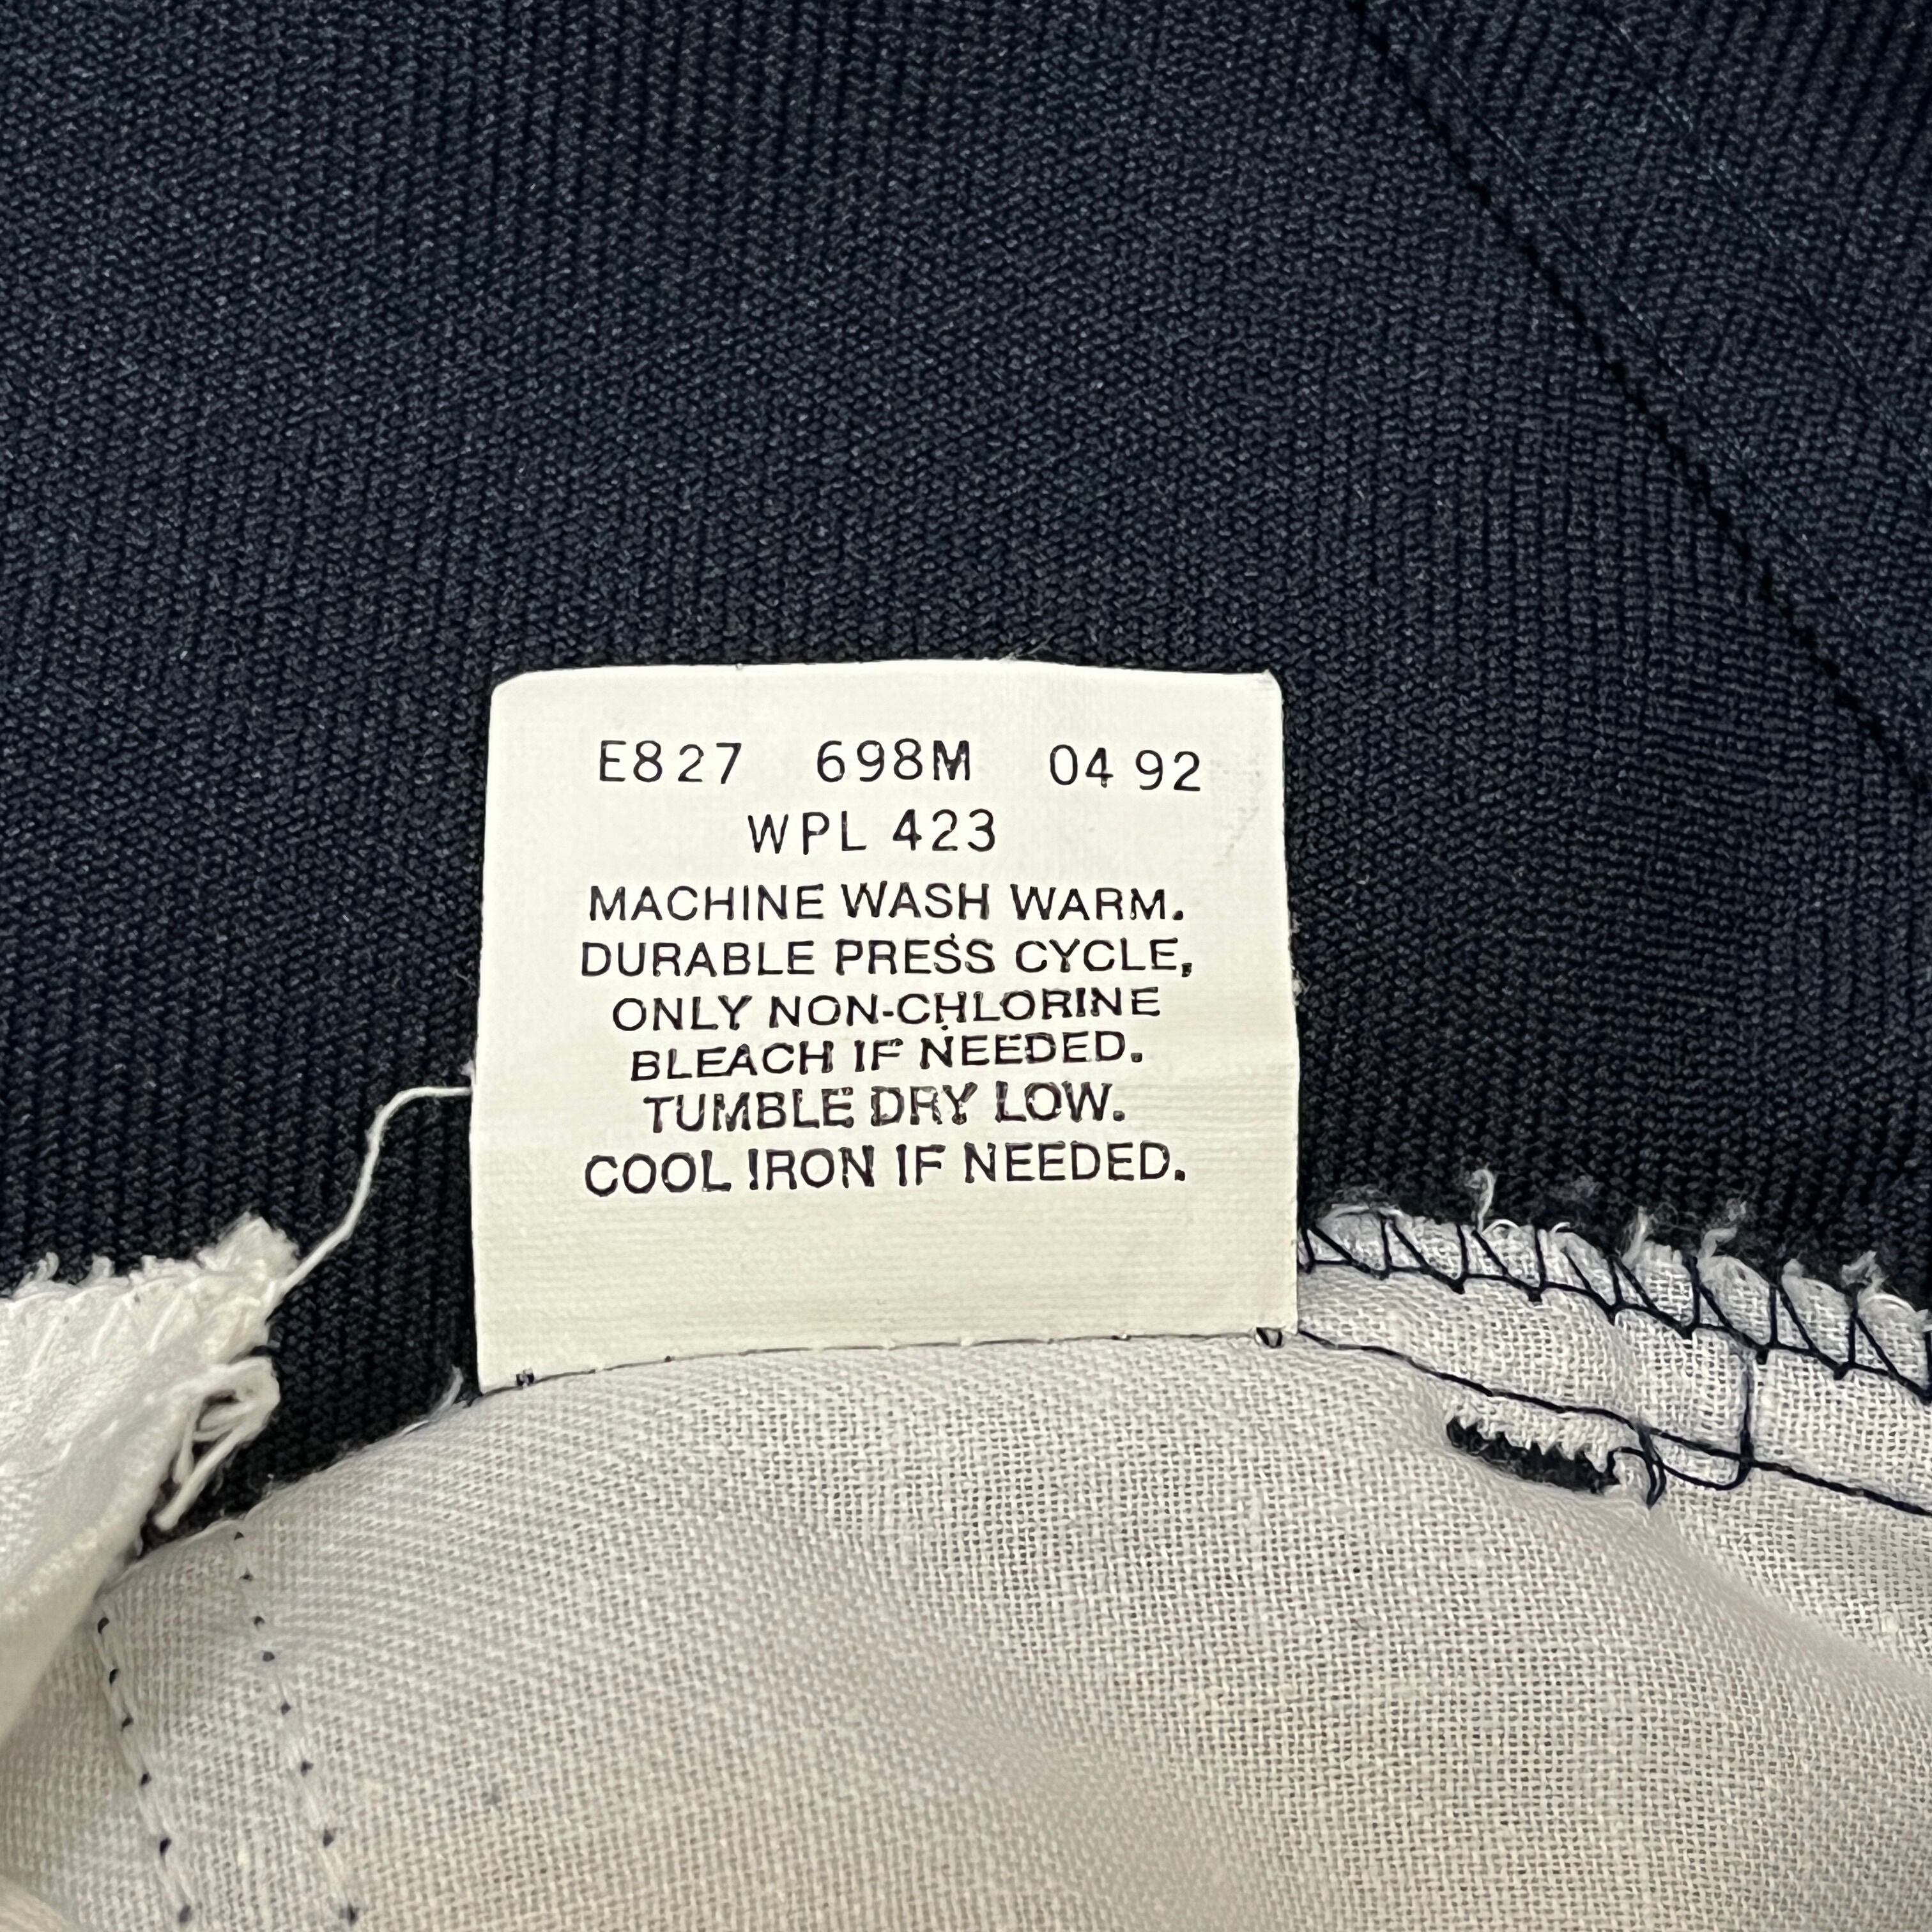 E827 698M 04 92
WPL 423
MACHINE WASH WARM.
DURABLE PRESS CYCLE,
ONLY NON-CHLORINE
BLEACH IF NEEDED.
TUMBLE DRY LOW.
COOL IRON IF NEEDED.